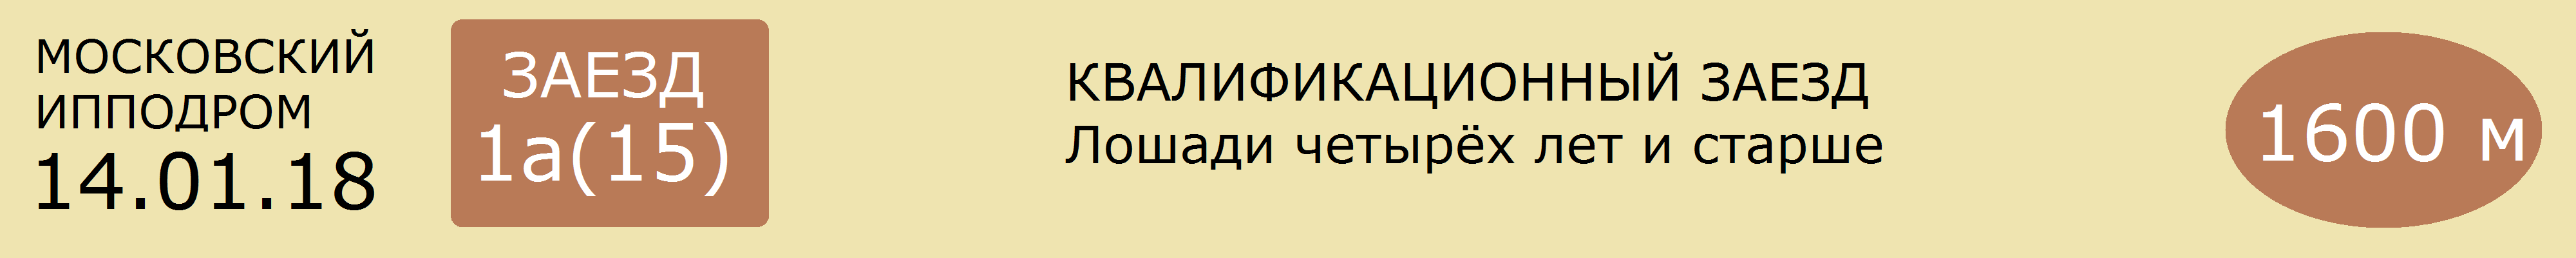 МОСКОВСКИЙ
ИППОДРОМ
14.01.18
ЗАЕЗД
1а(15)
КВАЛИФИКАЦИОННЫЙ ЗАЕЗД
Лошади четырёх лет и старше
1600 м